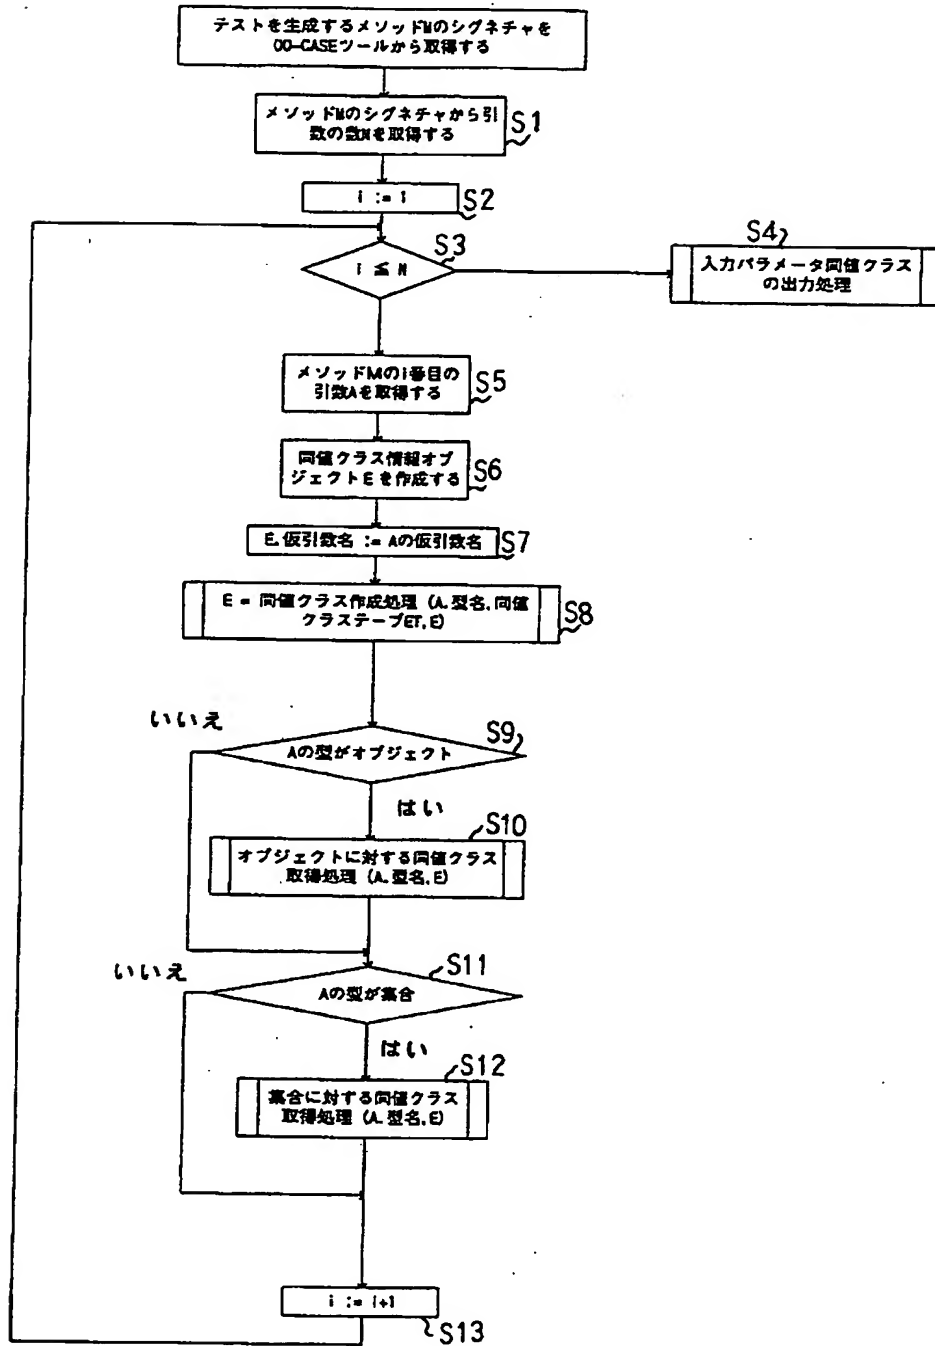 テストを生成するメソッドMのシグネチャを
OO-CASEツールから取得する
メソッドMのシグネチャから引
数の数Nを取得する
S1
i := 1
S2
i ≦ N
S3
S4
入力パラメータ同値クラス
の出力処理
メソッドMのi番目の
引数Aを取得する
S5
同値クラス情報オブ
ジェクトEを作成する
S6
E.仮引数名 := Aの仮引数名
S7
E = 同値クラス作成処理 (A.型名,同値
クラステーブET,E)
S8
いいえ
S9
Aの型がオブジェクト
はい
S10
オブジェクトに対する同値クラス
取得処理 (A.型名,E)
いいえ
S11
Aの型が集合
はい
S12
集合に対する同値クラス
取得処理 (A.型名,E)
i := i+1
S13